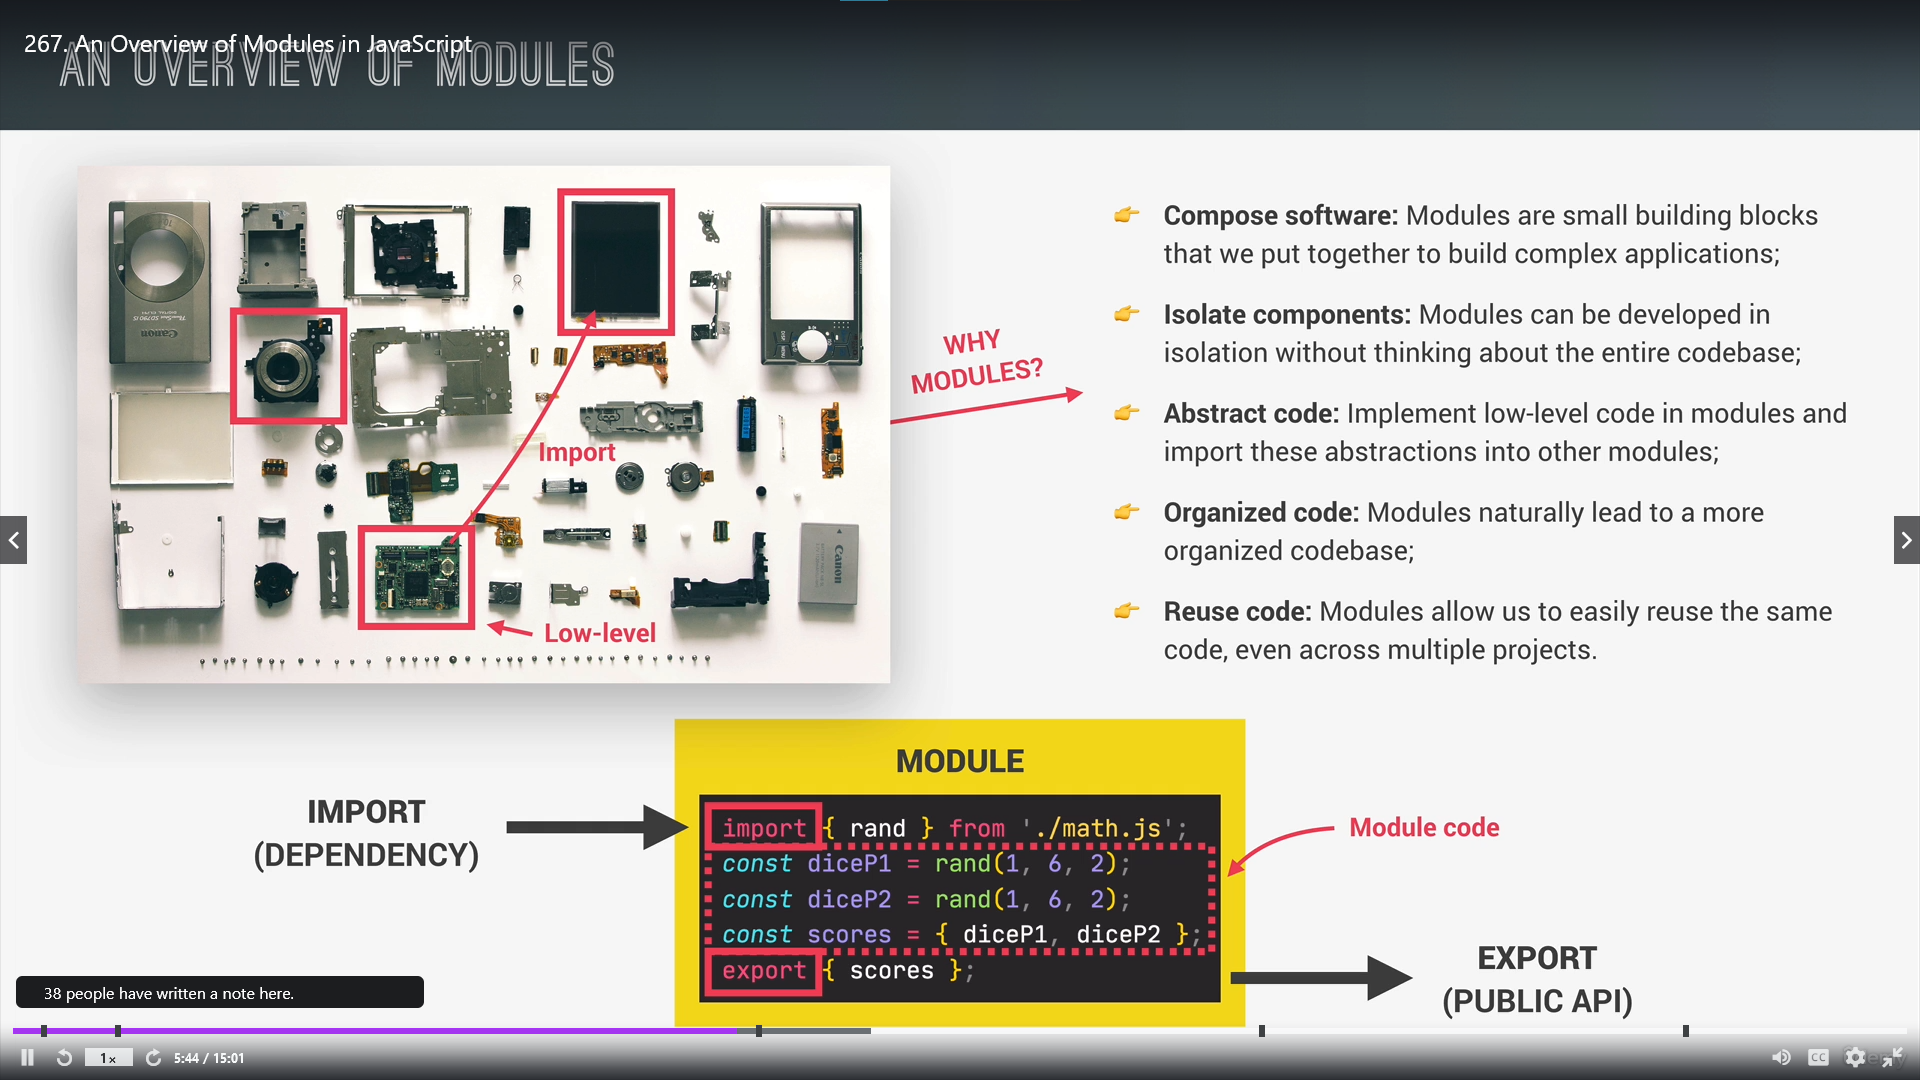 267. An Overview of Modules in JavaScript
AN OVERVIEW OF MODULES
Import
Low-level
Canon
Canon
WHY
MODULES?
Compose software: Modules are small building blocks
that we put together to build complex applications;
Isolate components: Modules can be developed in
isolation without thinking about the entire codebase;
Abstract code: Implement low-level code in modules and
import these abstractions into other modules;
Organized code: Modules naturally lead to a more
organized codebase;
Reuse code: Modules allow us to easily reuse the same
code, even across multiple projects.
MODULE
IMPORT
(DEPENDENCY)
import { rand } from './math.js';
const diceP1 = rand(1, 6, 2);
const diceP2 = rand(1, 6, 2);
const scores = { diceP1, diceP2 };
export { scores };
Module code
EXPORT
(PUBLIC API)
38 people have written a note here.
1x
5:44 / 15:01
CC